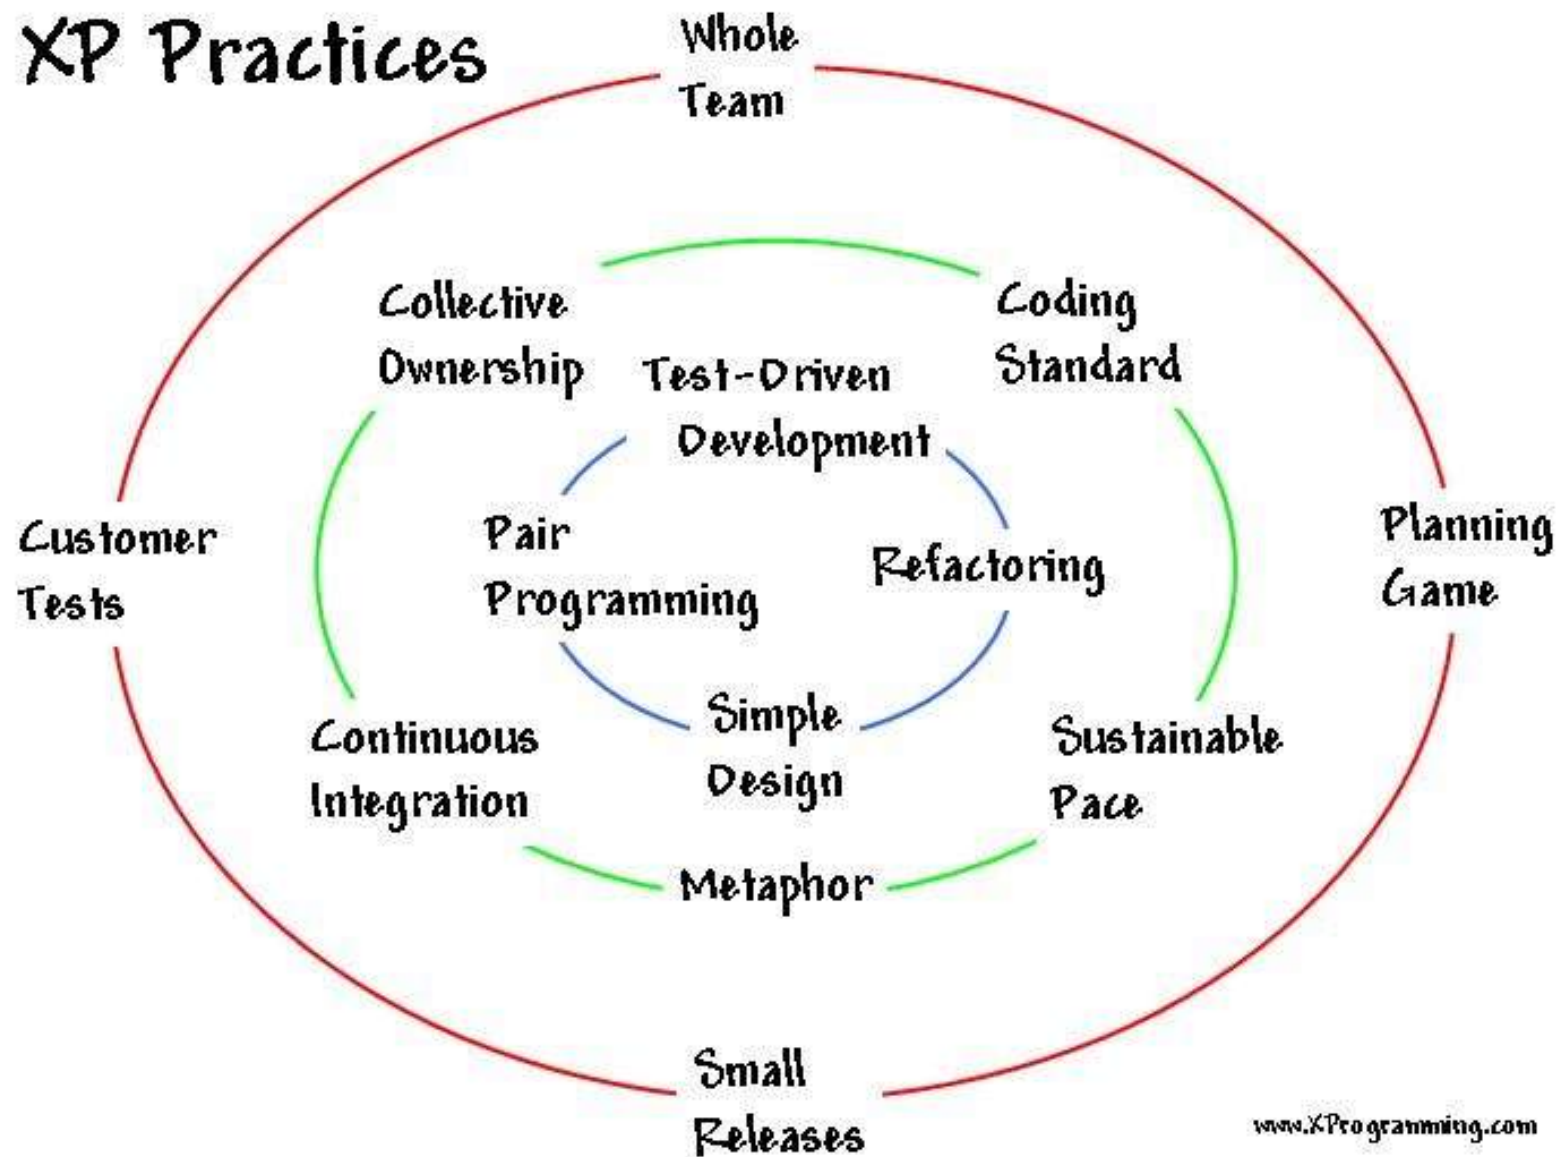 XP Practices
Whole
Team
Collective
Ownership
Coding
Standard
Test-Driven
Development
Customer
Tests
Pair
Programming
Refactoring
Planning
Game
Continuous
Integration
Simple
Design
Sustainable
Pace
Metaphor
Small
Releases
www.XProgramming.com